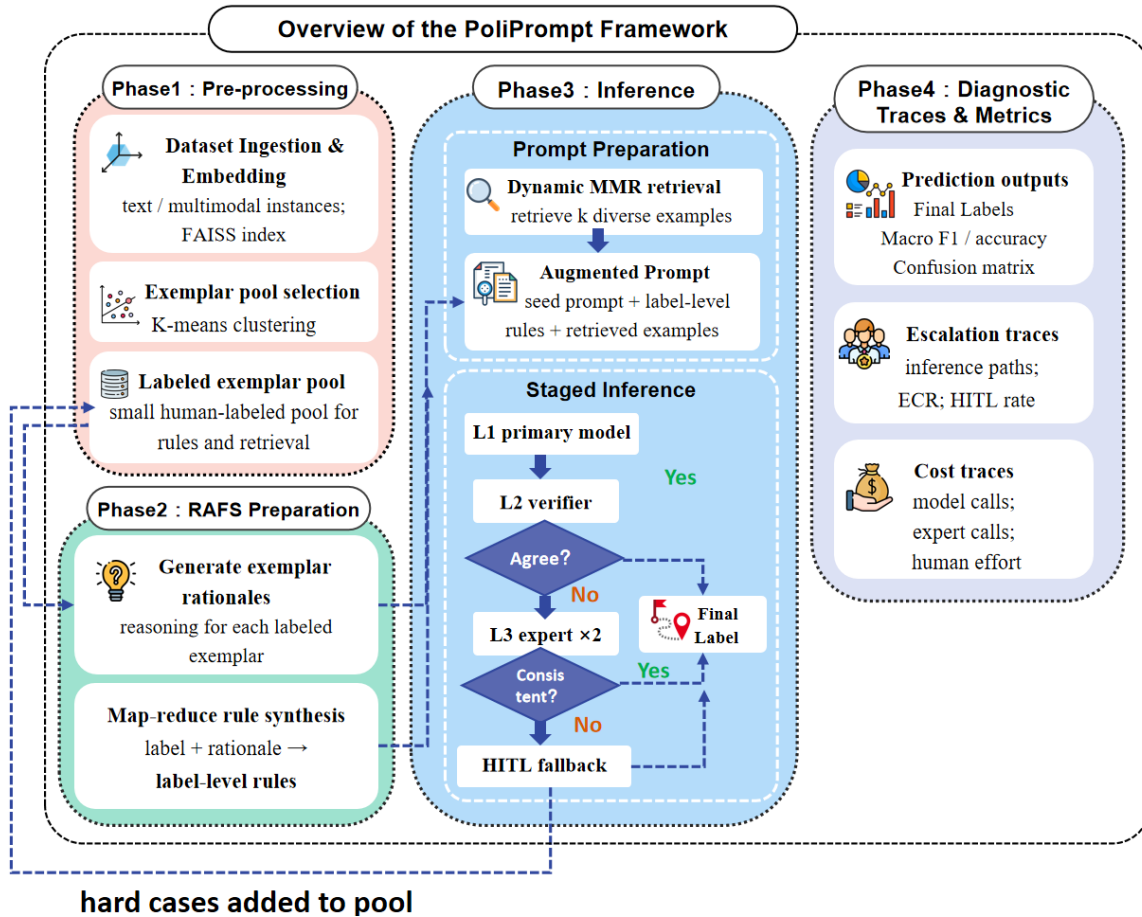 Overview of the PoliPrompt Framework
Phase1：Pre-processing
Dataset Ingestion &
Embedding
text / multimodal instances;
FAISS index
Exemplar pool selection
K-means clustering
Labeled exemplar pool
small human-labeled pool for
rules and retrieval
Phase2：RAFS Preparation
Generate exemplar
rationales
reasoning for each labeled
exemplar
Map-reduce rule synthesis
label + rationale →
label-level rules
Phase3：Inference
Prompt Preparation
Dynamic MMR retrieval
retrieve k diverse examples
Augmented Prompt
seed prompt + label-level
rules + retrieved examples
Staged Inference
L1 primary model
Yes
L2 verifier
Agree?
No
L3 expert ×2
Final
Label
Consis
tent?
Yes
No
HITL fallback
Phase4：Diagnostic
Traces & Metrics
Prediction outputs
Final Labels
Macro F1 / accuracy
Confusion matrix
Escalation traces
inference paths;
ECR; HITL rate
Cost traces
model calls;
expert calls;
human effort
hard cases added to pool